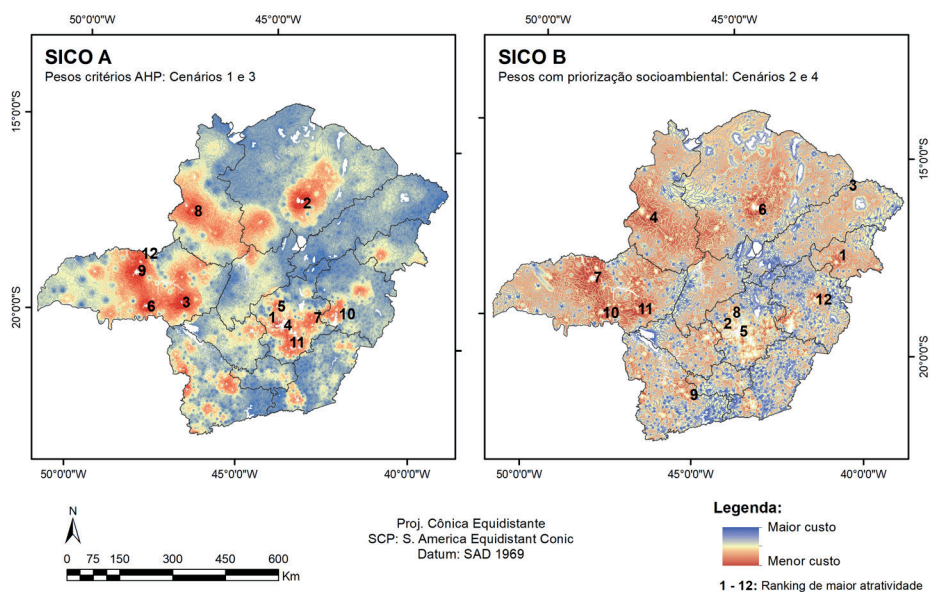 50°0'0"W 45°0'0"W
50°0'0"W 45°0'0"W
SICO A
Pesos critérios AHP: Cenários 1 e 3
15°0'0"S
20°0'0"S
8
2
12
9
6
3
5
1
4
7
10
11
50°0'0"W 45°0'0"W 40°0'0"W
SICO B
Pesos com priorização socioambiental: Cenários 2 e 4
15°0'0"S
20°0'0"S
3
4
6
1
7
12
10
11
8
2
5
9
50°0'0"W 45°0'0"W 40°0'0"W
N
0 75 150 300 450 600
Km
Proj. Cônica Equidistante
SCP: S. America Equidistant Conic
Datum: SAD 1969
Legenda:
Maior custo
Menor custo
1 - 12: Ranking de maior atratividade